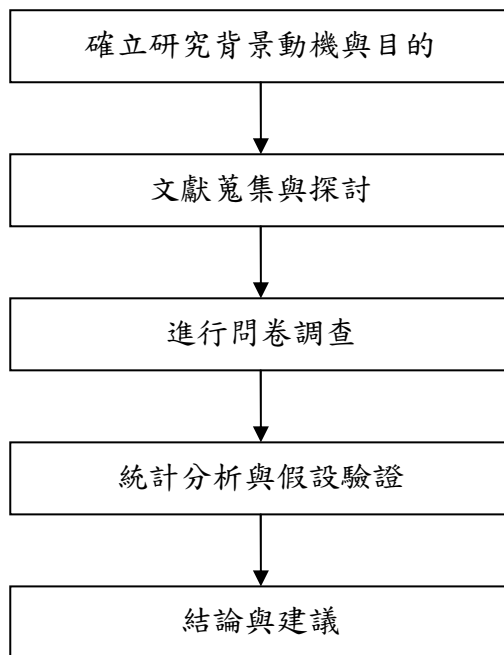 確立研究背景動機與目的
文獻蒐集與探討
進行問卷調查
統計分析與假設驗證
結論與建議